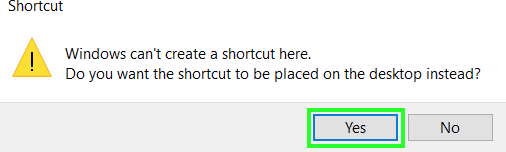 Shortcut
Windows can't create a shortcut here.
Do you want the shortcut to be placed on the desktop instead?
Yes
No